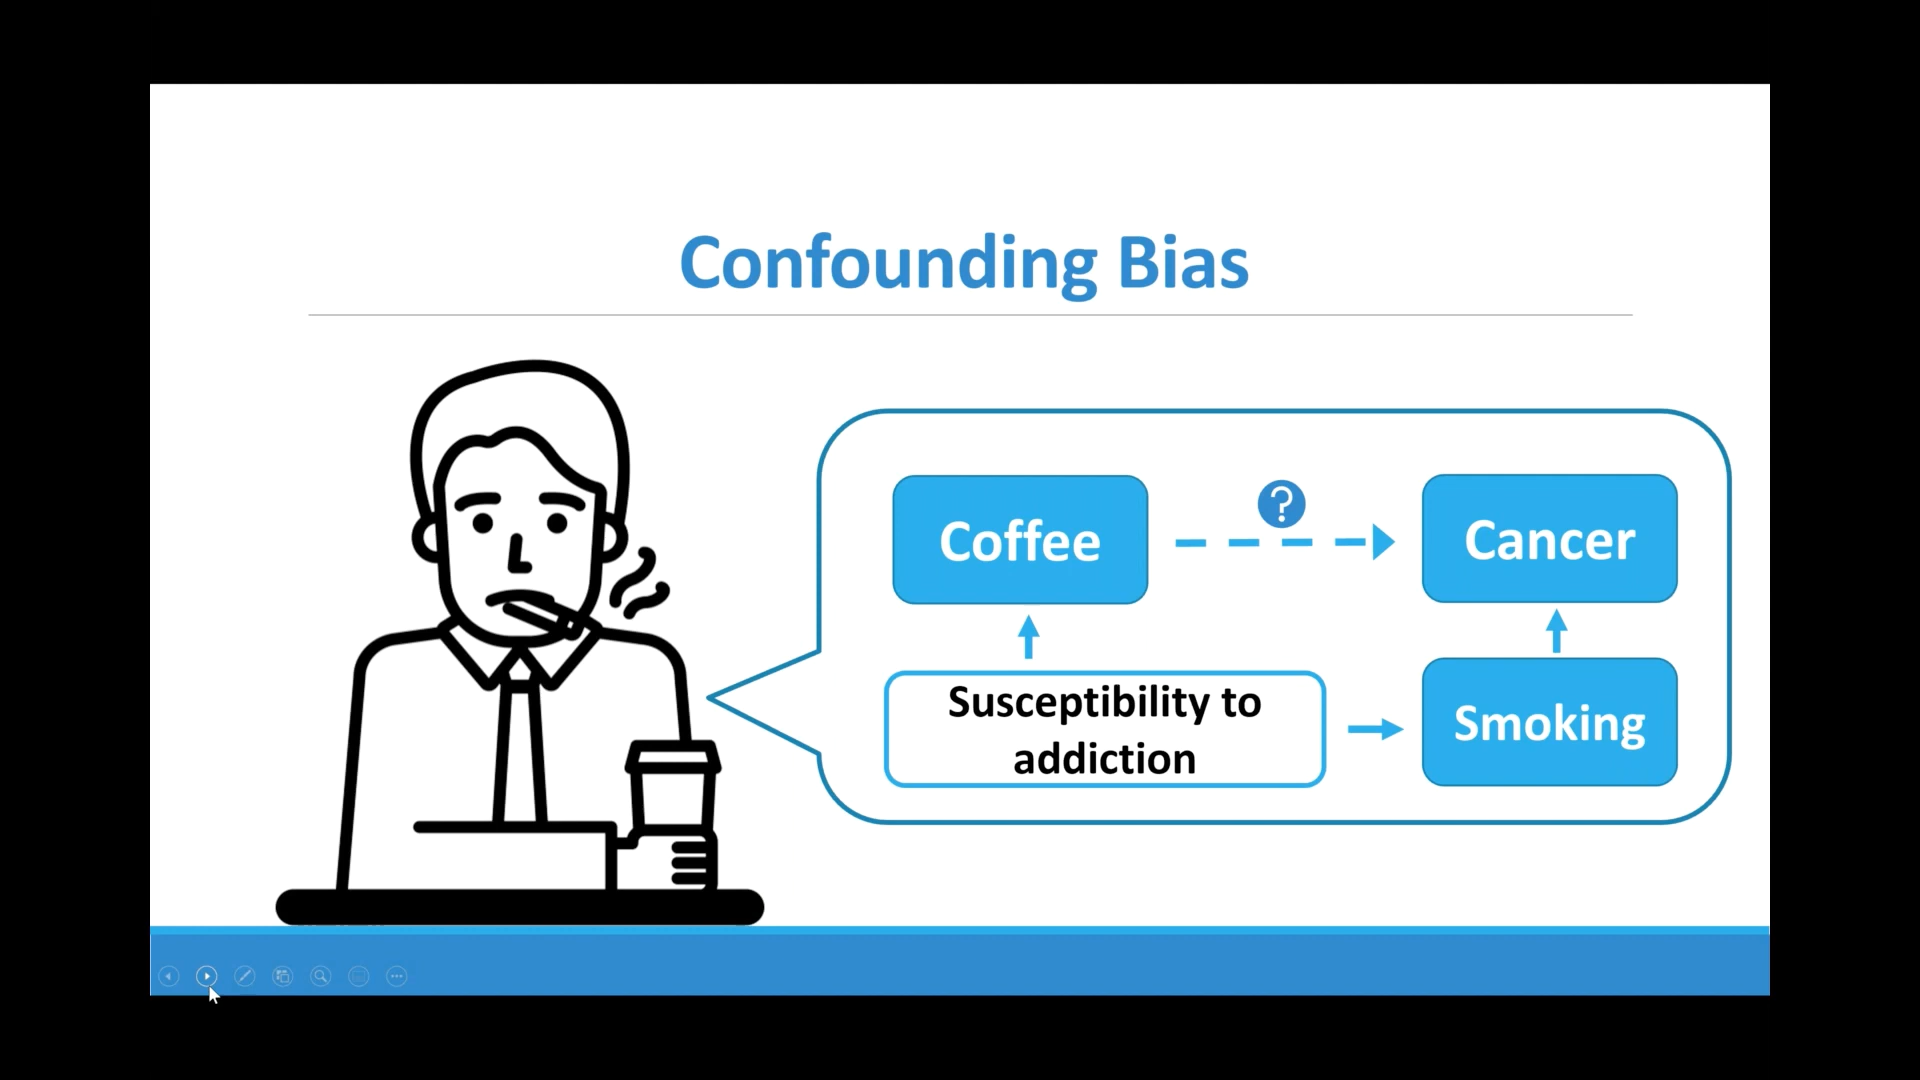 Confounding Bias
Coffee
?
Cancer
Susceptibility to
addiction
Smoking